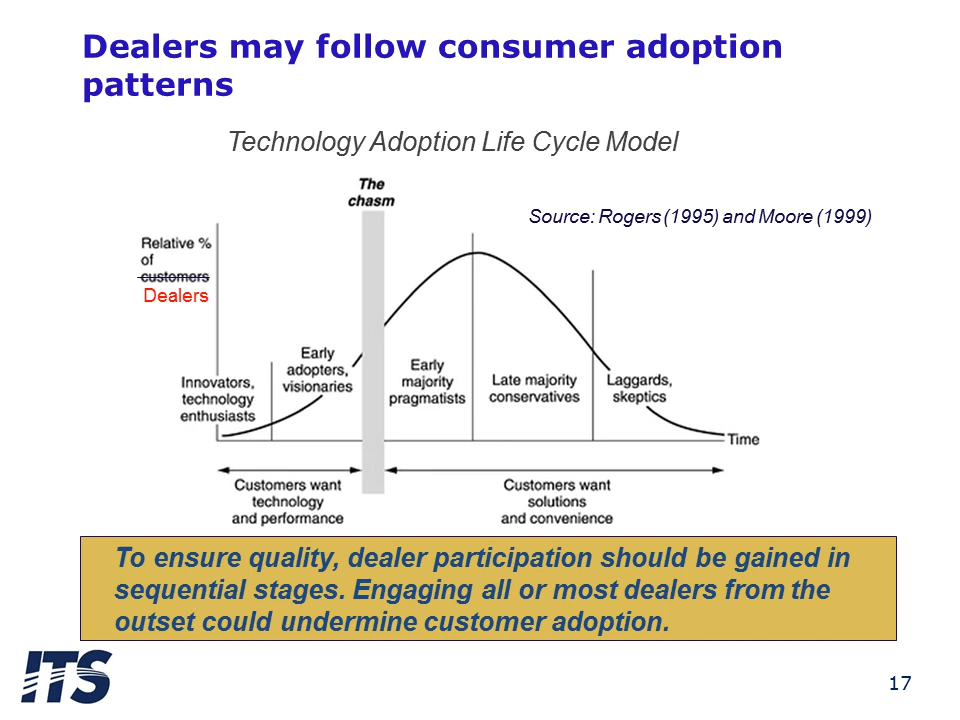 Dealers may follow consumer adoption
patterns
Technology Adoption Life Cycle Model
The
chasm
Source: Rogers (1995) and Moore (1999)
Relative %
of
customers
Dealers
Innovators,
technology
enthusiasts
Early
adopters,
visionaries
Early
majority
pragmatists
Late majority
conservatives
Laggards,
skeptics
Time
Customers want
technology
and performance
Customers want
solutions
and convenience
To ensure quality, dealer participation should be gained in
sequential stages. Engaging all or most dealers from the
outset could undermine customer adoption.
ITS
17